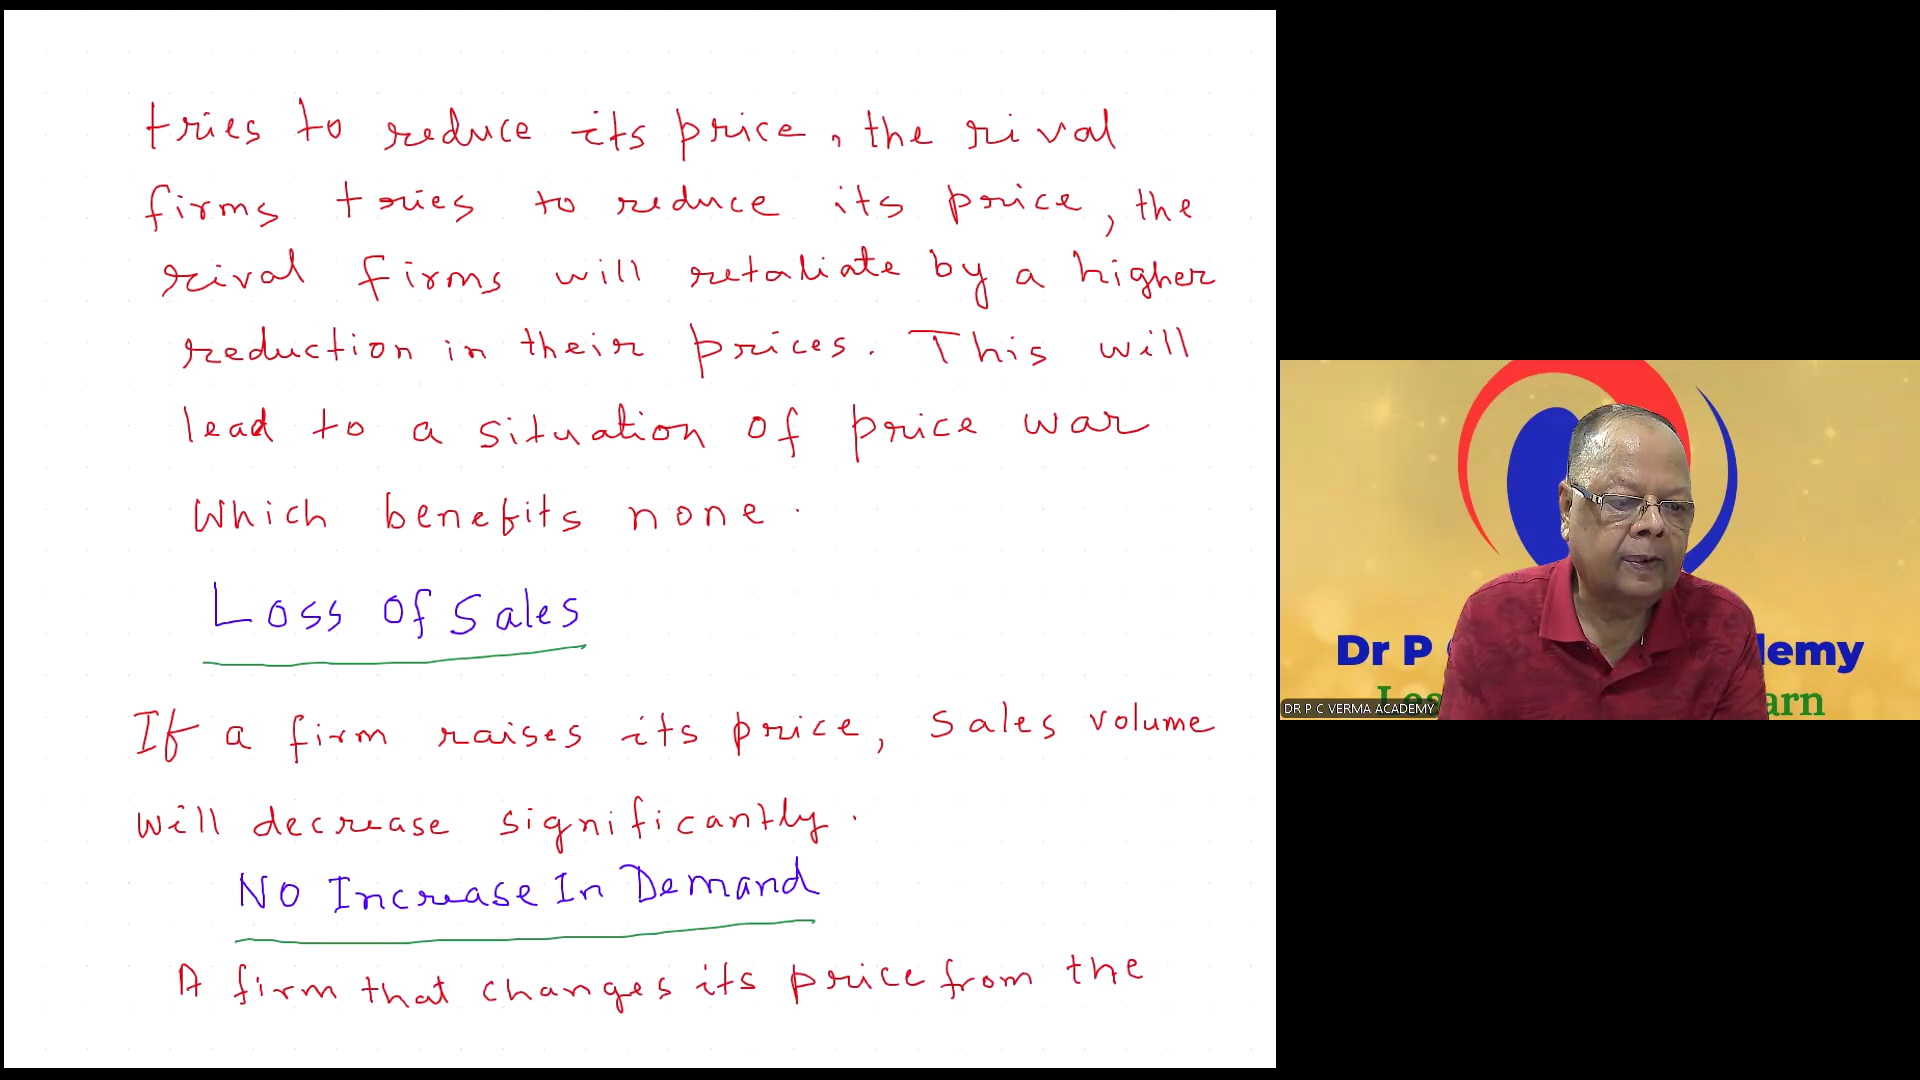 tries to reduce its price, the rival
firms tries to reduce its price, the
rival firms will retaliate by a higher
reduction in their prices. This will
lead to a situation of price war
which benefits none.
Loss Of Sales
If a firm raises its price, Sales volume
will decrease significantly.
No Increase In Demand
A firm that changes its price from the
Dr P
demy
arn
DR P C VERMA ACADEMY